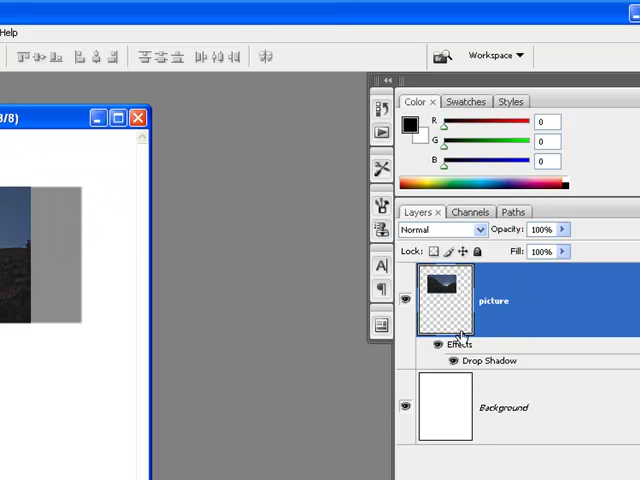 Help
Workspace
/8)
Color × Swatches Styles
R 0
G 0
B 0
Layers × Channels Paths
Normal Opacity: 100%
Lock: Fill: 100%
picture
Effects
Drop Shadow
Background